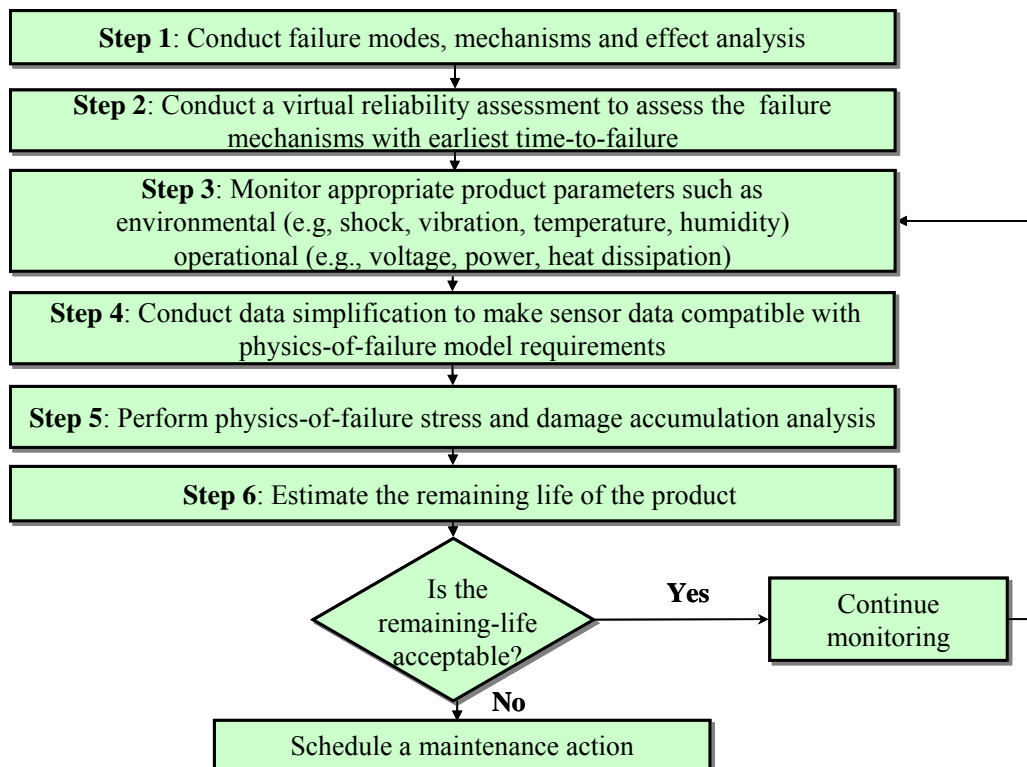 Step 1: Conduct failure modes, mechanisms and effect analysis
Step 2: Conduct a virtual reliability assessment to assess the failure
mechanisms with earliest time-to-failure
Step 3: Monitor appropriate product parameters such as
environmental (e.g, shock, vibration, temperature, humidity)
operational (e.g., voltage, power, heat dissipation)
Step 4: Conduct data simplification to make sensor data compatible with
physics-of-failure model requirements
Step 5: Perform physics-of-failure stress and damage accumulation analysis
Step 6: Estimate the remaining life of the product
Is the
remaining-life
acceptable?
Yes
Continue
monitoring
No
Schedule a maintenance action